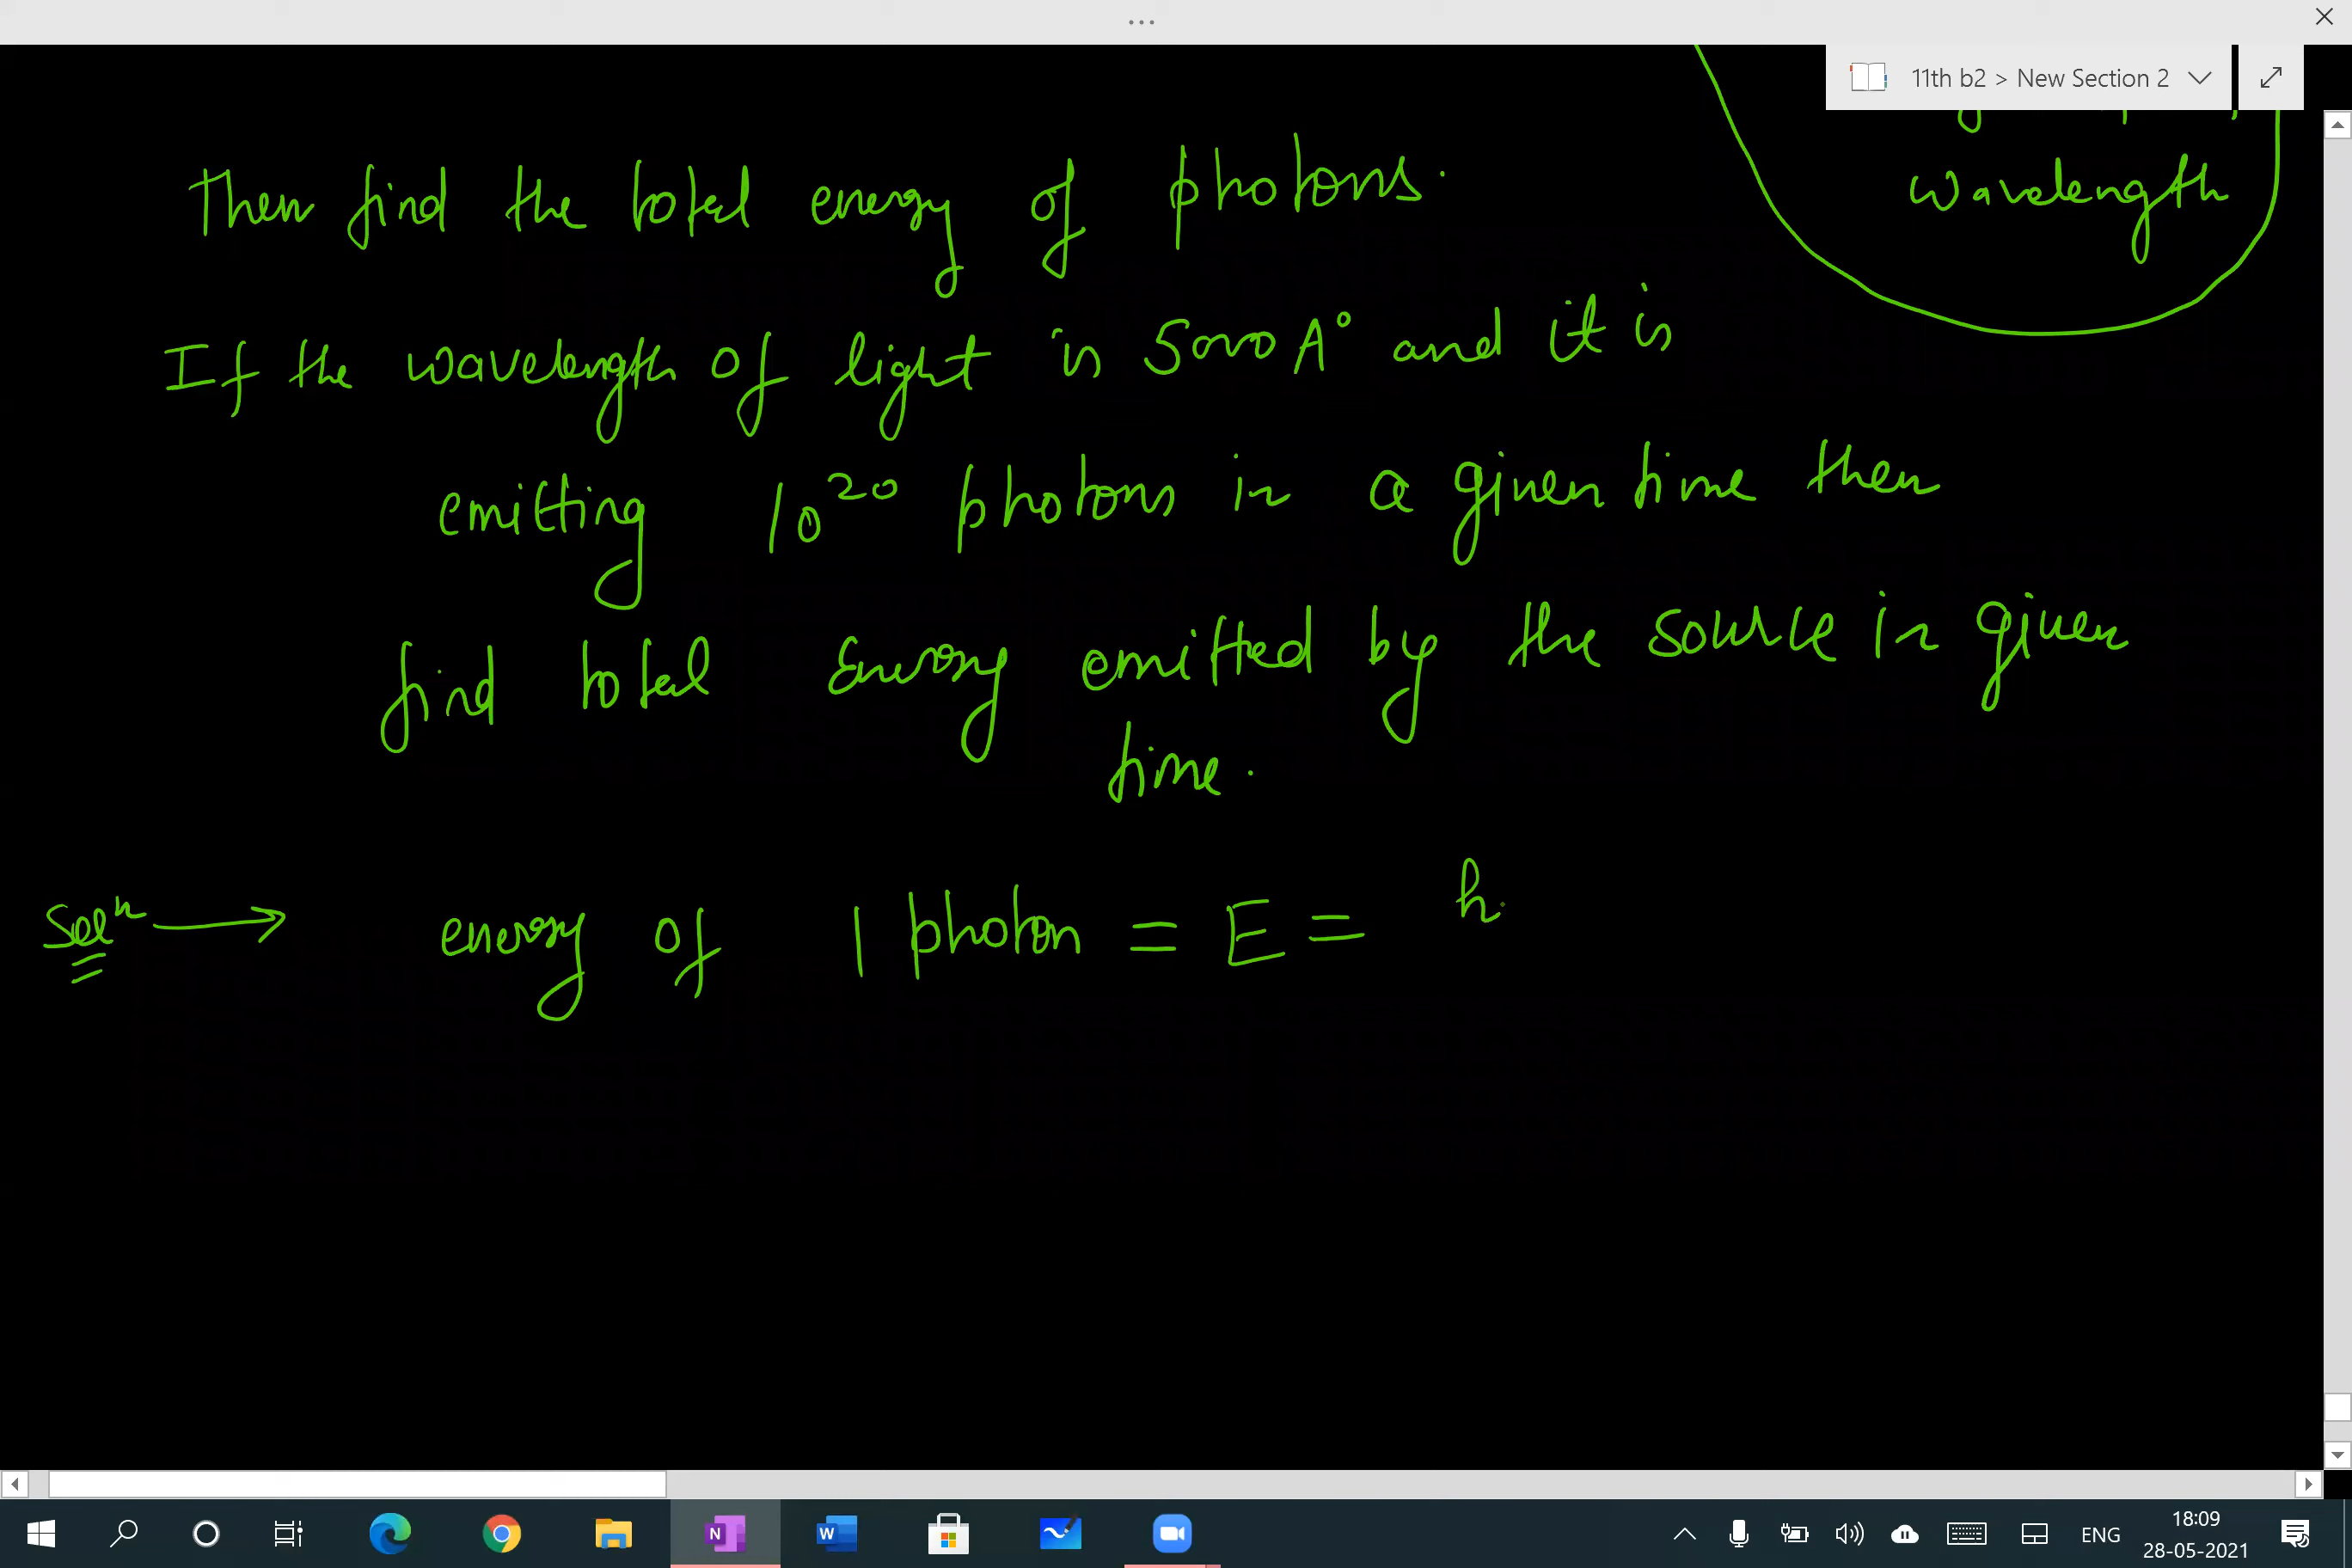 11th b2 > New Section 2
wavelength
Then find the total energy of photons.
If the wavelength of light is 5000 A° and it is
emitting 10²⁰ photons in a given time then
find total energy emitted by the source in given
time.
Solⁿ → energy of 1 photon = E = h
N
W
ENG
18:09
28-05-2021